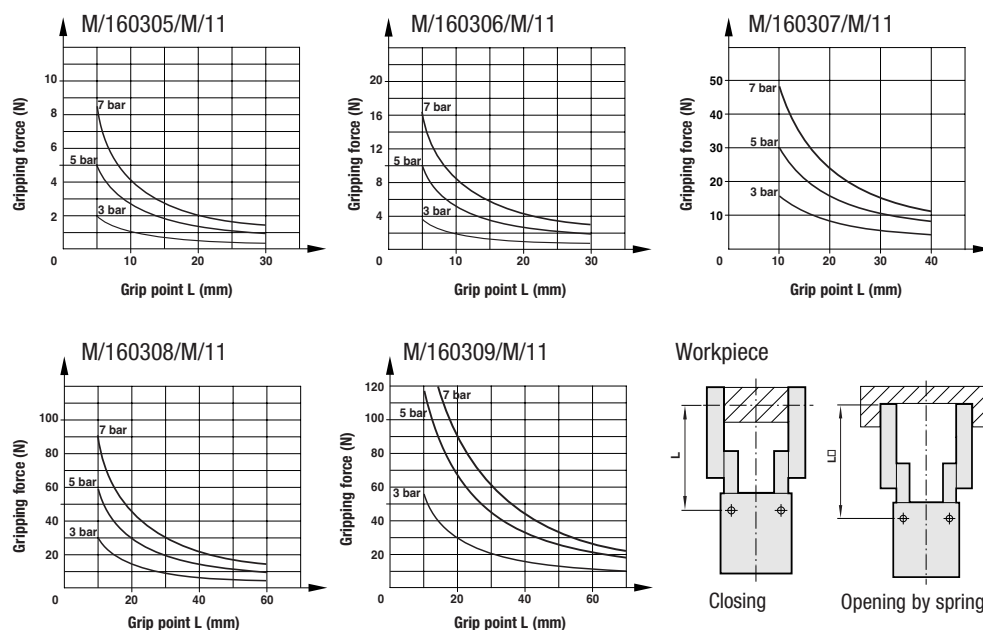 M/160305/M/11
Gripping force (N)
10
8
6
4
2
0
7 bar
5 bar
3 bar
10
20
30
Grip point L (mm)
M/160306/M/11
Gripping force (N)
20
16
12
8
4
0
7 bar
5 bar
3 bar
10
20
30
Grip point L (mm)
M/160307/M/11
Gripping force (N)
50
40
30
20
10
0
7 bar
5 bar
3 bar
10
20
30
40
Grip point L (mm)
M/160308/M/11
Gripping force (N)
100
80
60
40
20
0
7 bar
5 bar
3 bar
20
40
60
Grip point L (mm)
M/160309/M/11
Gripping force (N)
120
100
80
60
40
20
0
7 bar
5 bar
3 bar
20
40
60
Grip point L (mm)
Workpiece
L
L□
Closing
Opening by spring